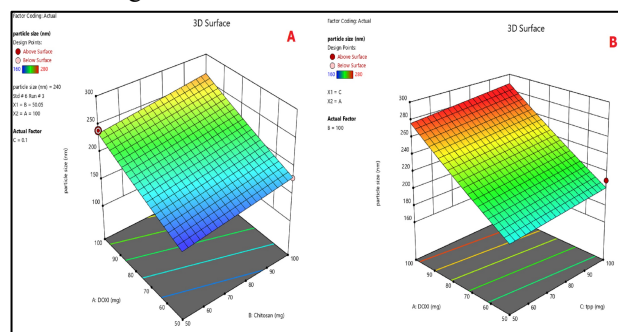 Factor Coding: Actual
3D Surface
A
particle size (nm)
Design Points:
Above Surface
Below Surface
160 280
particle size (nm) = 240
Std # 6 Run # 3
X1 = B = 50.05
X2 = A = 100
Actual Factor
C = 0.1
particle size (nm)
300
250
200
150
100
100
90
80
70
60
50
A: DOXI (mg)
50
60
70
80
90
100
B: Chitosan (mg)
Factor Coding: Actual
3D Surface
B
particle size (nm)
Design Points:
Above Surface
Below Surface
160 280
X1 = C
X2 = A
Actual Factor
B = 100
particle size (nm)
300
280
260
240
220
200
180
160
100
90
80
70
60
50
A: DOXI (mg)
50
60
70
80
90
100
C: tpp (mg)